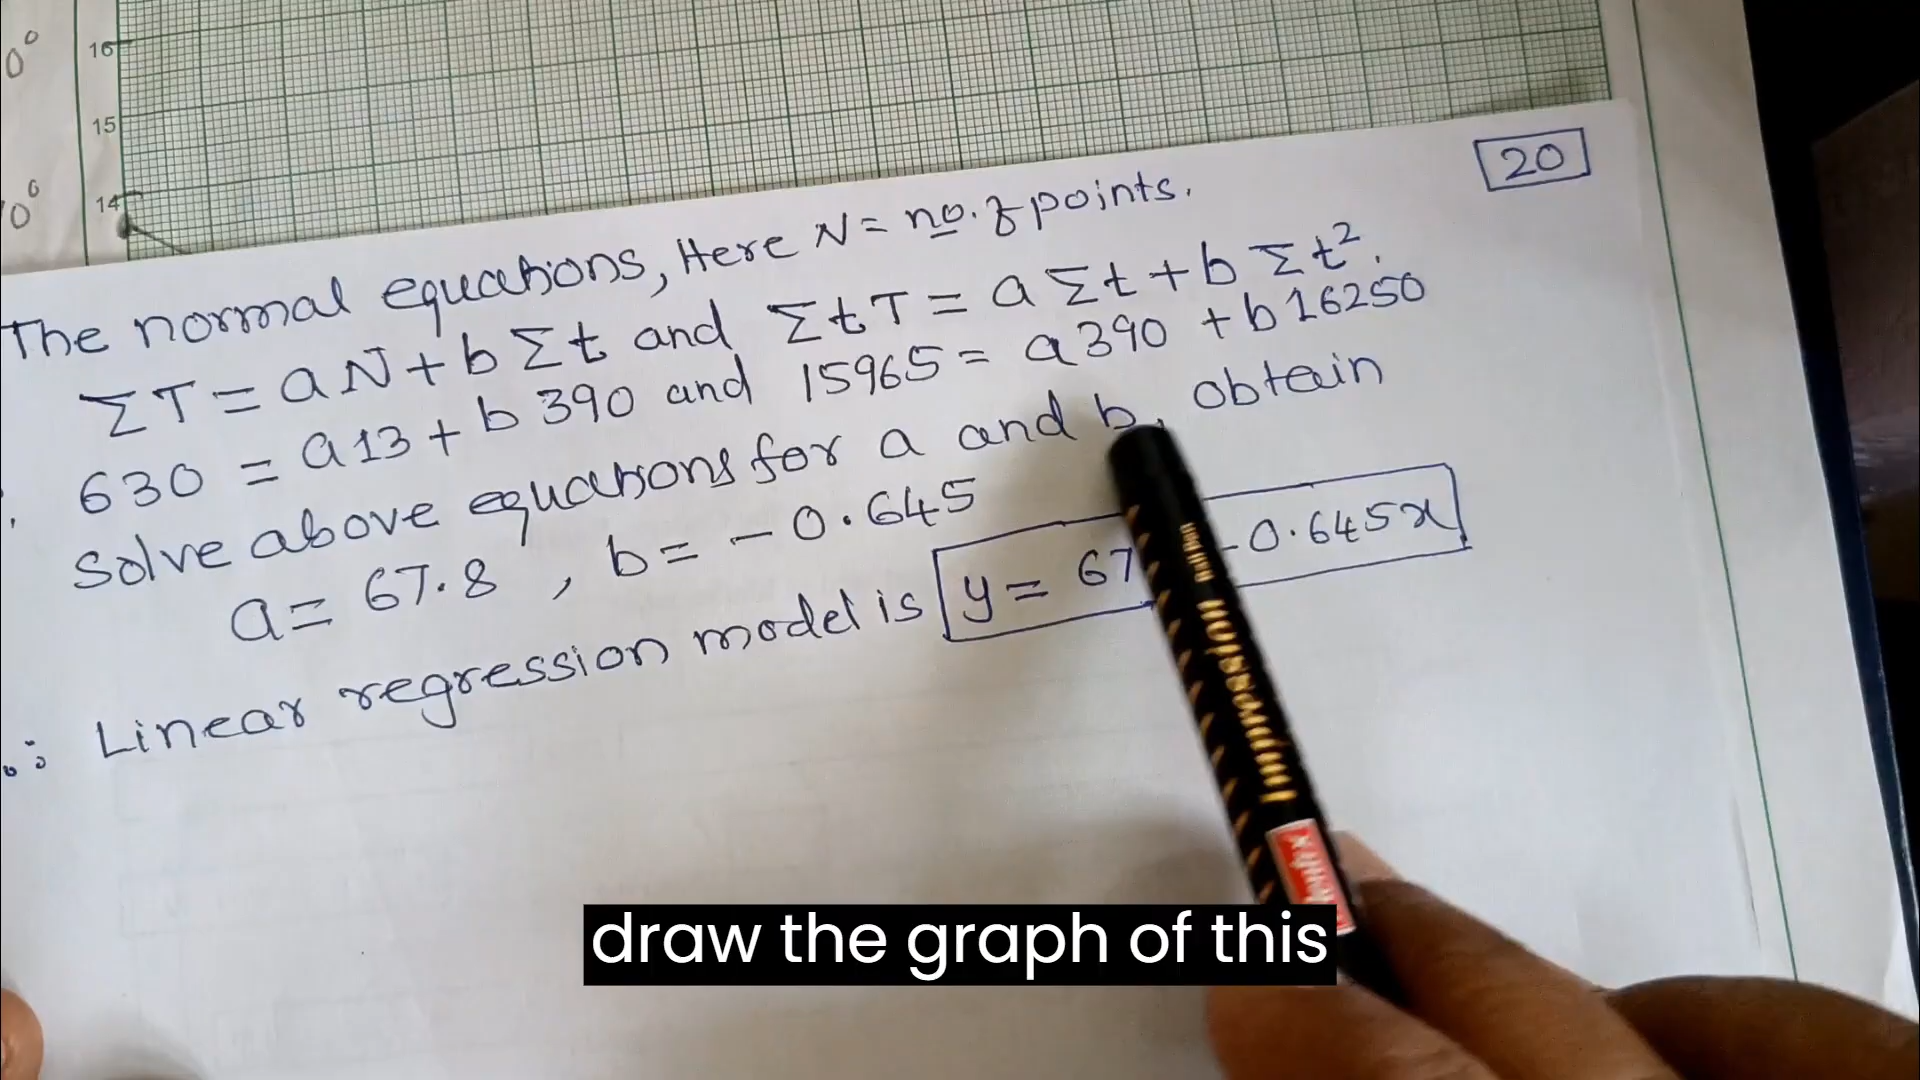 16
15
14
20
The normal equations, Here N = no. of points.
ΣT = aN + bΣt and ΣtT = aΣt + bΣt².
630 = a13 + b390 and 15965 = a390 + b16250
Solve above equations for a and b, obtain
a = 67.8 , b = -0.645
∴ Linear regression model is y = 67 -0.645x
draw the graph of this